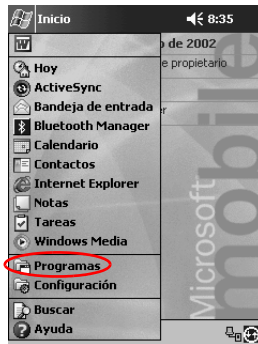 Inicio 8:35
o de 2002
Hoy
e propietario
ActiveSync
Bandeja de entrada
Bluetooth Manager
Calendario
Contactos
Internet Explorer
Notas
Tareas
Windows Media
Programas
Configuración
Buscar
Ayuda
Microsoft
mobile